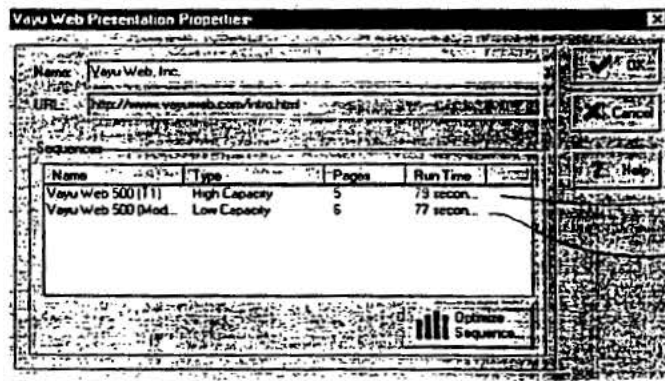 Vayu Web Presentation Properties
Name: Vayu Web, Inc.
URL: http://www.vayuweb.com/intro.html
Sequences
Name Type Pages Run Time
Vayu Web 500 (T1) High Capacity 5 79 secon...
Vayu Web 500 (Mod... Low Capacity 6 77 secon...
Optimize
Sequence...
OK
Cancel
? Help